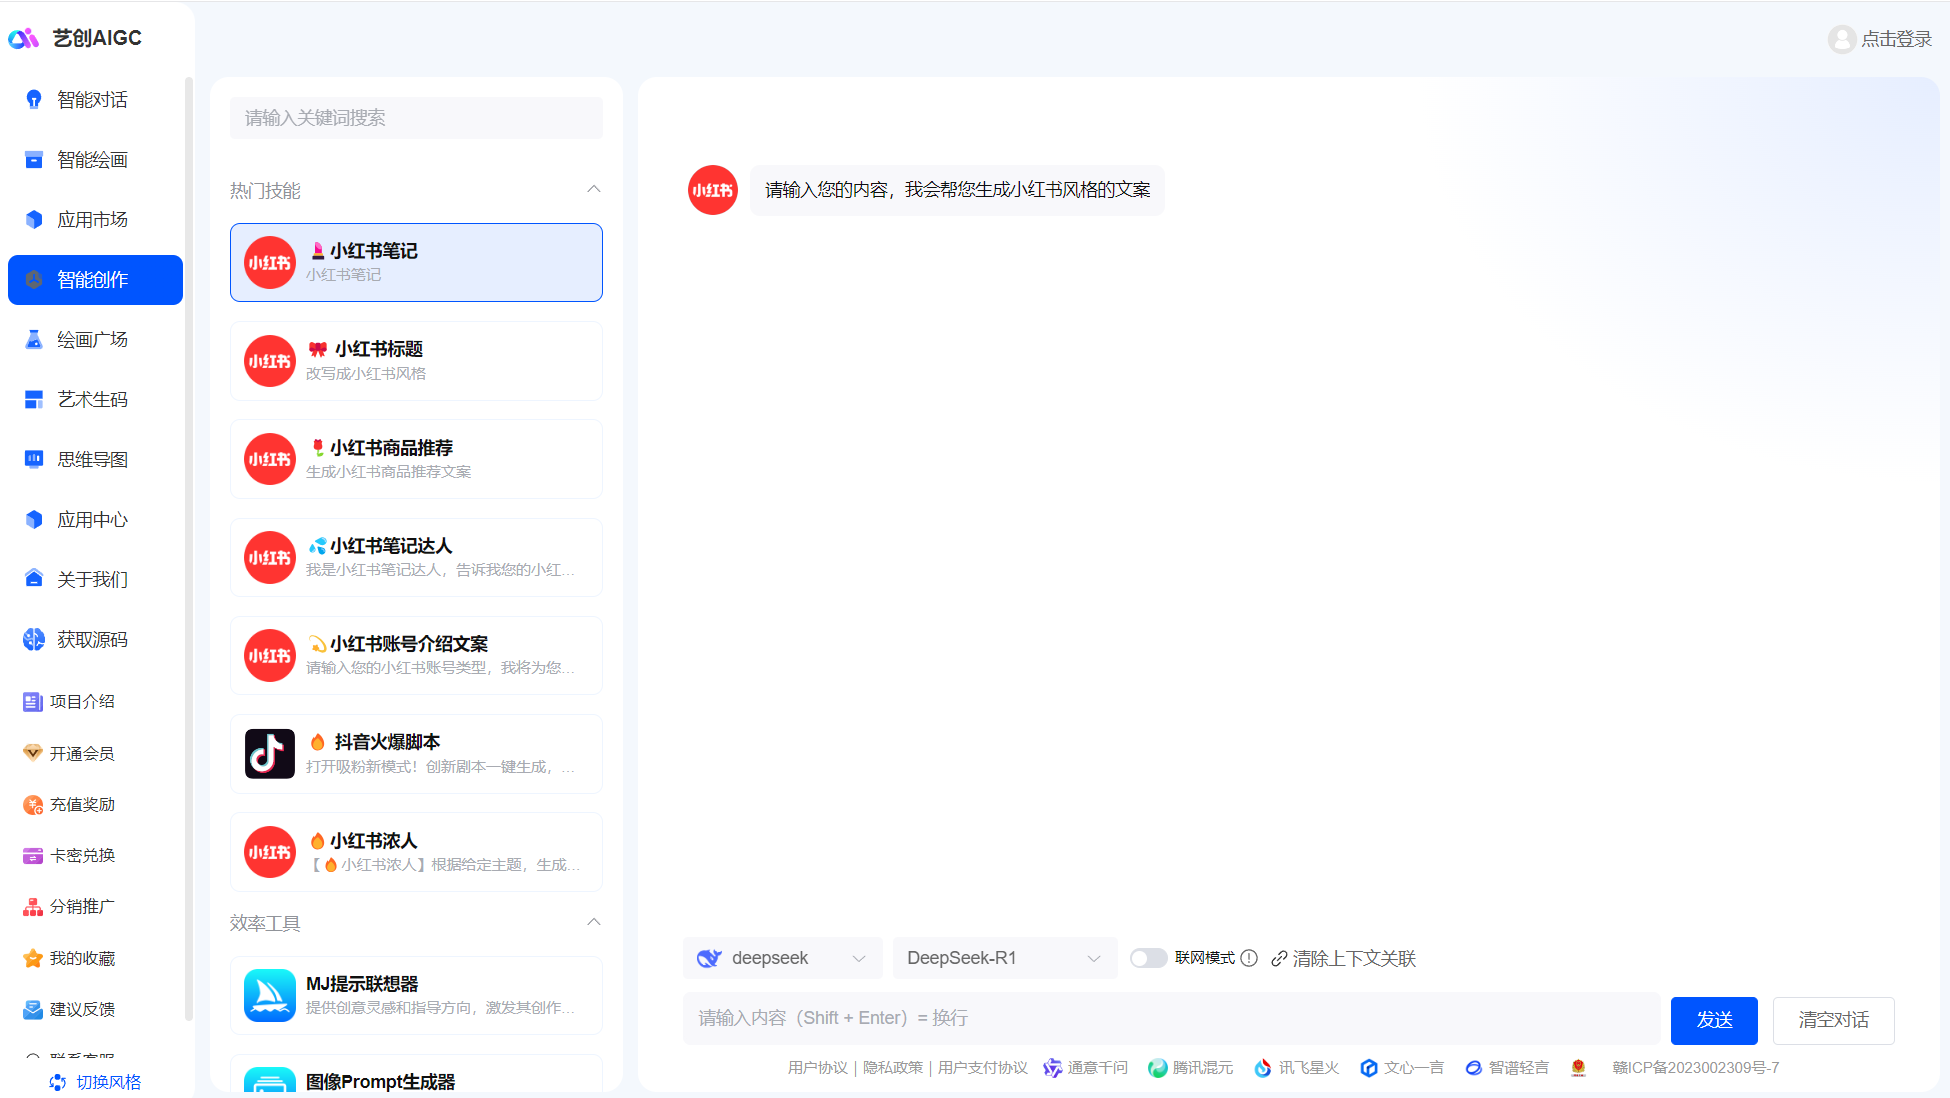 艺创AIGC
点击登录
智能对话
智能绘画
应用市场
智能创作
绘画广场
艺术生码
思维导图
应用中心
关于我们
获取源码
项目介绍
开通会员
充值奖励
卡密兑换
分销推广
我的收藏
建议反馈
联系客服
切换风格
请输入关键词搜索
热门技能
小红书
💄小红书笔记
小红书笔记
小红书
🎀 小红书标题
改写成小红书风格
小红书
🌷小红书商品推荐
生成小红书商品推荐文案
小红书
💦小红书笔记达人
我是小红书笔记达人，告诉我您的小红...
小红书
💫小红书账号介绍文案
请输入您的小红书账号类型，我将为您...
🔥 抖音火爆脚本
打开吸粉新模式！创新剧本一键生成，...
小红书
🔥小红书浓人
【🔥小红书浓人】根据给定主题，生成...
效率工具
MJ提示联想器
提供创意灵感和指导方向，激发其创作...
图像Prompt生成器
小红书
请输入您的内容，我会帮您生成小红书风格的文案
deepseek
DeepSeek-R1
联网模式
清除上下文关联
请输入内容（Shift + Enter）= 换行
发送
清空对话
用户协议 | 隐私政策 | 用户支付协议 通意千问 腾讯混元 讯飞星火 文心一言 智谱轻言 赣ICP备2023002309号-7